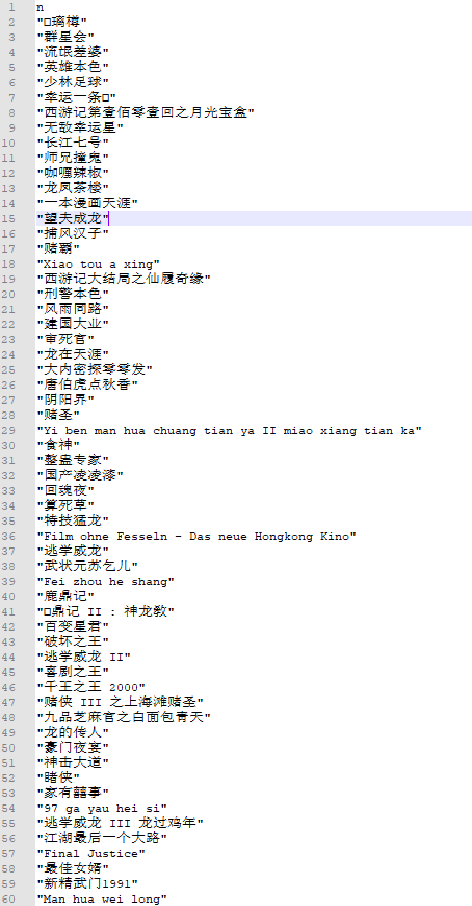 1 n
2 "□璃樽"
3 "群星会"
4 "流氓差婆"
5 "英雄本色"
6 "少林足球"
7 "幸运一条□"
8 "西游记第壹佰零壹回之月光宝盒"
9 "无敌幸运星"
10 "长江七号"
11 "师兄撞鬼"
12 "咖喱辣椒"
13 "龙凤茶楼"
14 "一本漫画天涯"
15 "望夫成龙"
16 "捕风汉子"
17 "赌霸"
18 "Xiao tou a xing"
19 "西游记大结局之仙履奇缘"
20 "刑警本色"
21 "风雨同路"
22 "建国大业"
23 "审死官"
24 "龙在天涯"
25 "大内密探零零发"
26 "唐伯虎点秋香"
27 "阴阳界"
28 "赌圣"
29 "Yi ben man hua chuang tian ya II miao xiang tian ka"
30 "食神"
31 "整蛊专家"
32 "国产凌凌漆"
33 "回魂夜"
34 "算死草"
35 "特技猛龙"
36 "Film ohne Fesseln - Das neue Hongkong Kino"
37 "逃学威龙"
38 "武状元苏乞儿"
39 "Fei zhou he shang"
40 "鹿鼎记"
41 "□鼎记 II : 神龙教"
42 "百变星君"
43 "破坏之王"
44 "逃学威龙 II"
45 "喜剧之王"
46 "千王之王 2000"
47 "赌侠 III 之上海滩赌圣"
48 "九品芝麻官之白面包青天"
49 "龙的传人"
50 "豪门夜宴"
51 "神击大道"
52 "赌侠"
53 "家有囍事"
54 "97 ga yau hei si"
55 "逃学威龙 III 龙过鸡年"
56 "江湖最后一个大路"
57 "Final Justice"
58 "最佳女婿"
59 "新精武门1991"
60 "Man hua wei long"